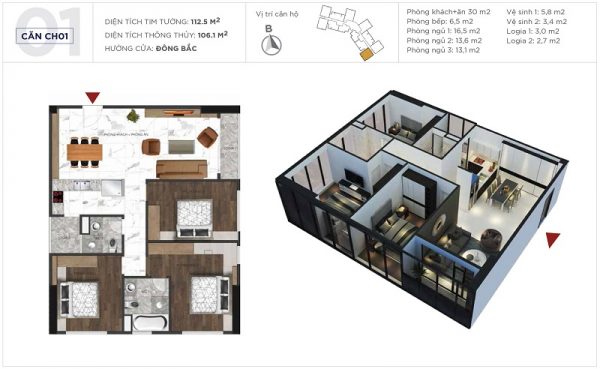 01
CĂN CH01
DIỆN TÍCH TIM TƯỜNG: 112.5 M²
DIỆN TÍCH THÔNG THỦY: 106.1 M²
HƯỚNG CỬA: ĐÔNG BẮC
Vị trí căn hộ
B
Phòng khách+ăn 30 m2
Phòng bếp: 6,5 m2
Phòng ngủ 1: 16,5 m2
Phòng ngủ 2: 13,6 m2
Phòng ngủ 3: 13,1 m2
Vệ sinh 1: 5,8 m2
Vệ sinh 2: 3,4 m2
Logia 1: 3,0 m2
Logia 2: 2,7 m2
PHÒNG KHÁCH + PHÒNG ĂN